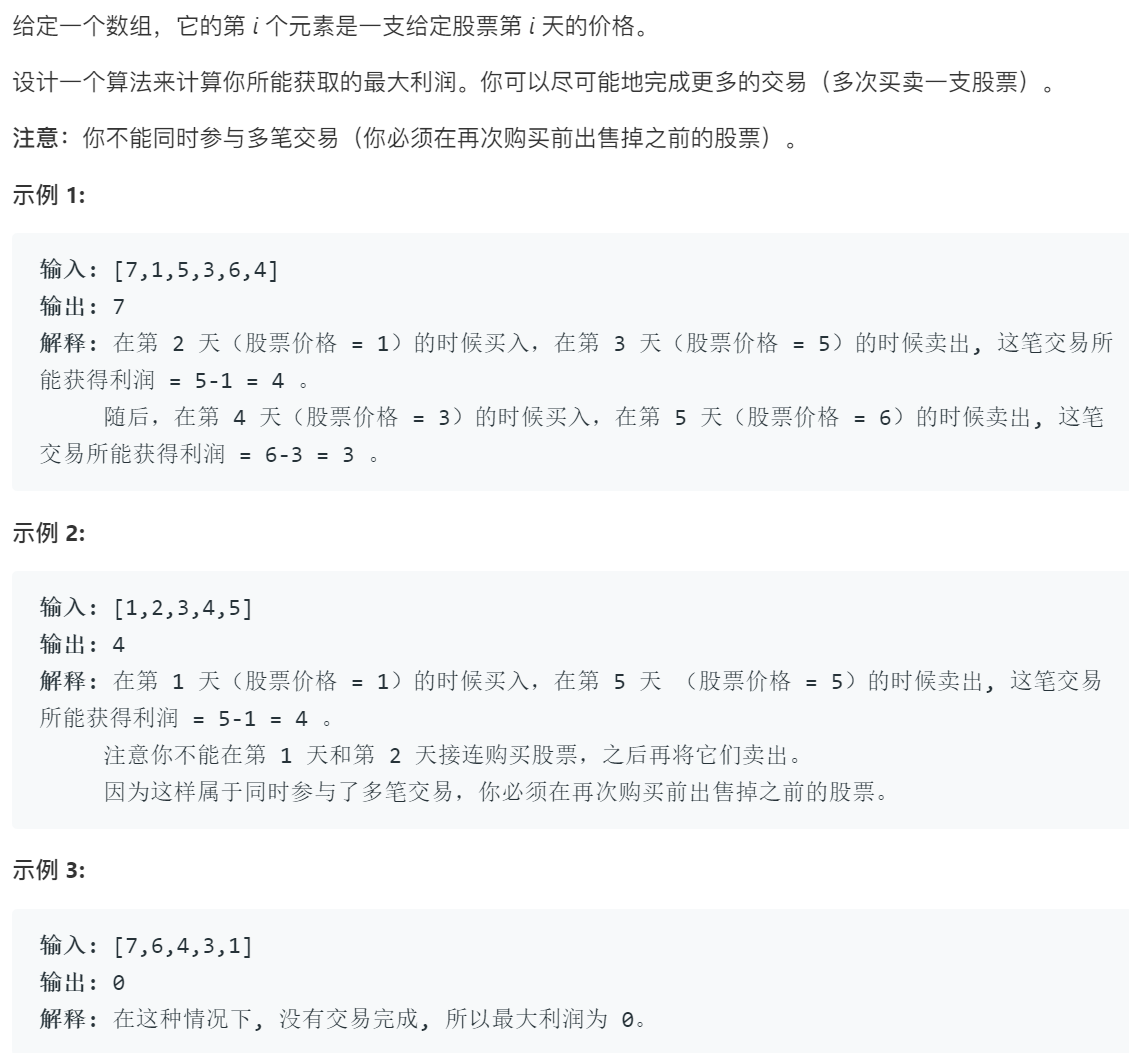 给定一个数组，它的第 i 个元素是一支给定股票第 i 天的价格。
设计一个算法来计算你所能获取的最大利润。你可以尽可能地完成更多的交易（多次买卖一支股票）。
注意：你不能同时参与多笔交易（你必须在再次购买前出售掉之前的股票）。
示例 1:
输入: [7,1,5,3,6,4]
输出: 7
解释: 在第 2 天（股票价格 = 1）的时候买入，在第 3 天（股票价格 = 5）的时候卖出, 这笔交易所
能获得利润 = 5-1 = 4 。
随后，在第 4 天（股票价格 = 3）的时候买入，在第 5 天（股票价格 = 6）的时候卖出, 这笔
交易所能获得利润 = 6-3 = 3 。
示例 2:
输入: [1,2,3,4,5]
输出: 4
解释: 在第 1 天（股票价格 = 1）的时候买入，在第 5 天 （股票价格 = 5）的时候卖出, 这笔交易
所能获得利润 = 5-1 = 4 。
注意你不能在第 1 天和第 2 天接连购买股票，之后再将它们卖出。
因为这样属于同时参与了多笔交易，你必须在再次购买前出售掉之前的股票。
示例 3:
输入: [7,6,4,3,1]
输出: 0
解释: 在这种情况下, 没有交易完成, 所以最大利润为 0。